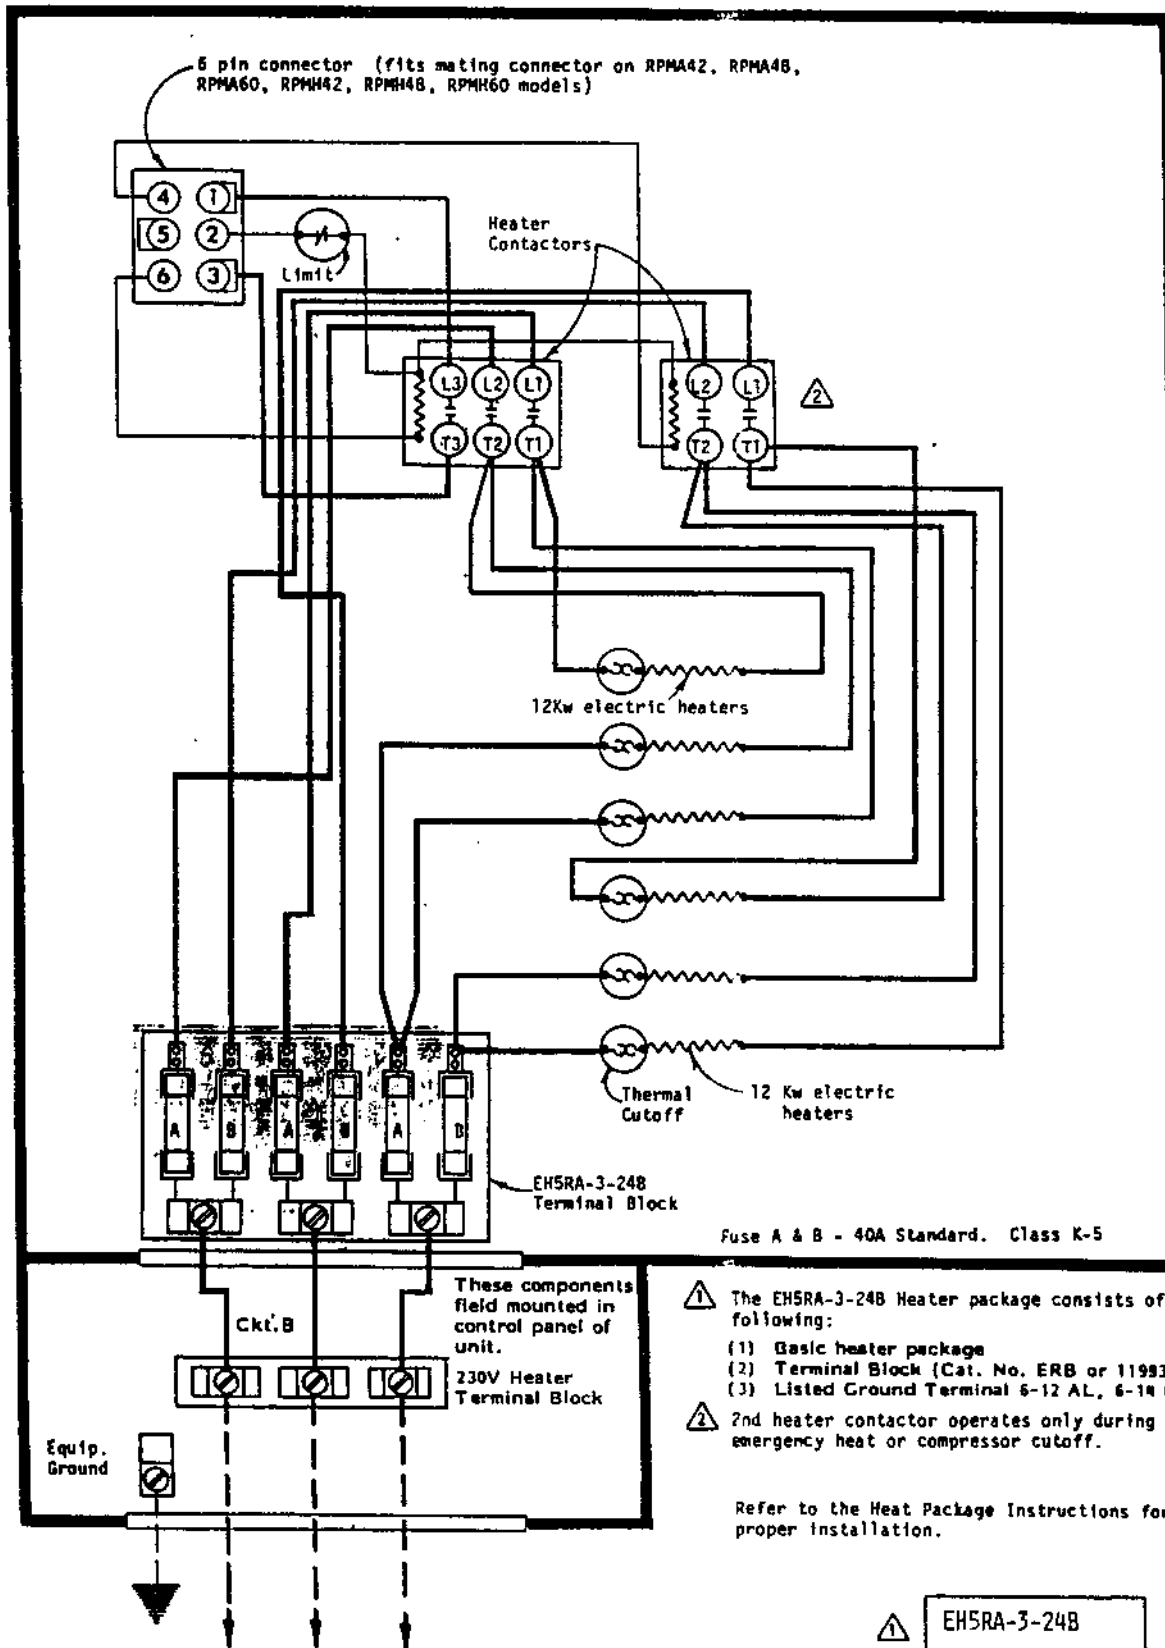 6 pin connector (fits mating connector on RPMA42, RPMA48,
RPMA60, RPMH42, RPMH48, RPMH60 models)
4 1
5 2
6 3
Limit
Heater
Contactors
L3 L2 L1
T3 T2 T1
L2 L1
T2 T1
2
12Kw electric heaters
Thermal
Cutoff
12 Kw electric
heaters
A B A B A B
EH5RA-3-24B
Terminal Block
Fuse A & B - 40A Standard. Class K-5
These components
field mounted in
control panel of
unit.
Ckt.B
230V Heater
Terminal Block
Equip.
Ground
1 The EH5RA-3-24B Heater package consists of
following:
(1) Basic heater package
(2) Terminal Block (Cat. No. ERB or 11983
(3) Listed Ground Terminal 6-12 AL, 6-14
2 2nd heater contactor operates only during
emergency heat or compressor cutoff.
Refer to the Heat Package Instructions for
proper installation.
1 EH5RA-3-24B